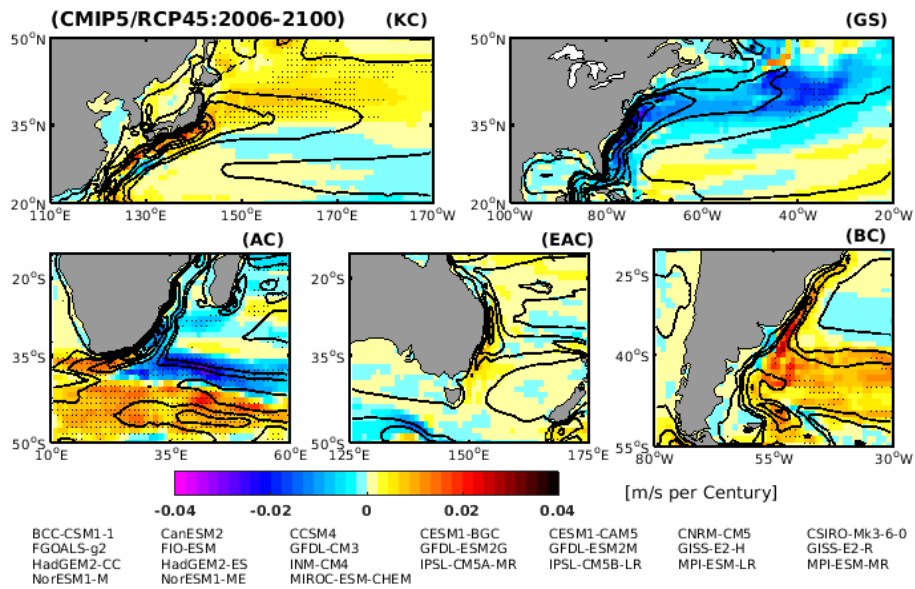 (CMIP5/RCP45:2006-2100) (KC) (GS)
50°N 50°N
35°N 35°N
20°N 20°N
110°E 130°E 150°E 170°E 170°W 100°W 80°W 60°W 40°W 20°W
(AC) (EAC) (BC)
20°S 20°S 25°S
35°S 35°S 40°S
50°S 50°S 55°S
10°E 35°E 60°E 125°E 150°E 175°E 80°W 55°W 30°W
-0.04 -0.02 0 0.02 0.04 [m/s per Century]
BCC-CSM1-1 CanESM2 CCSM4 CESM1-BGC CESM1-CAM5 CNRM-CM5 CSIRO-Mk3-6-0
FGOALS-g2 FIO-ESM GFDL-CM3 GFDL-ESM2G GFDL-ESM2M GISS-E2-H GISS-E2-R
HadGEM2-CC HadGEM2-ES INM-CM4 IPSL-CM5A-MR IPSL-CM5B-LR MPI-ESM-LR MPI-ESM-MR
NorESM1-M NorESM1-ME MIROC-ESM-CHEM